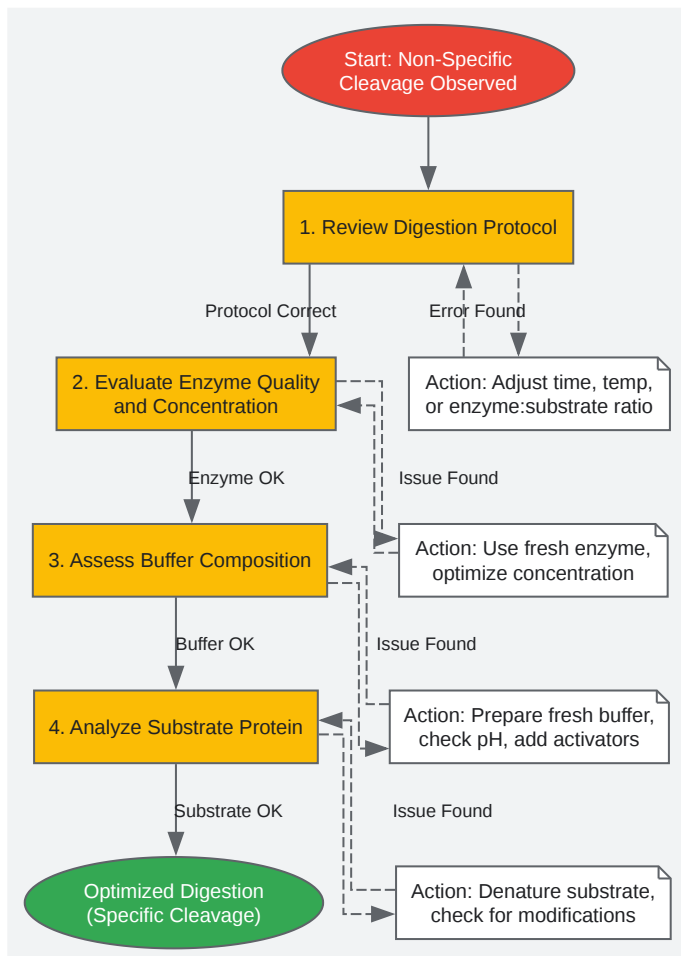 Start: Non-Specific
Cleavage Observed
1. Review Digestion Protocol
Protocol Correct
Error Found
2. Evaluate Enzyme Quality
and Concentration
Action: Adjust time, temp,
or enzyme:substrate ratio
Enzyme OK
Issue Found
3. Assess Buffer Composition
Action: Use fresh enzyme,
optimize concentration
Buffer OK
Issue Found
4. Analyze Substrate Protein
Action: Prepare fresh buffer,
check pH, add activators
Substrate OK
Issue Found
Optimized Digestion
(Specific Cleavage)
Action: Denature substrate,
check for modifications